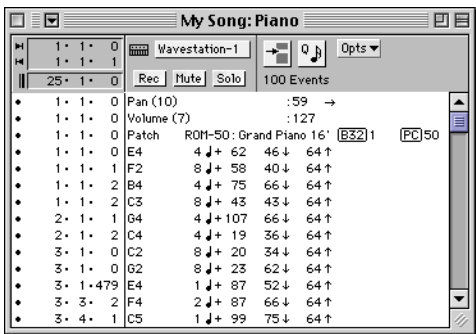 My Song: Piano
1· 1· 0
1· 1· 1
25· 1· 0
Wavestation-1
Rec Mute Solo
Opts▼
100 Events
• 1· 1· 0 Pan (10) :59 →
• 1· 1· 0 Volume (7) :127
• 1· 1· 0 Patch ROM-50: Grand Piano 16' B32 1 PC 50
• 1· 1· 0 E4 4♩+ 62 46↓ 64↑
• 1· 1· 1 F2 8♩+ 58 40↓ 64↑
• 1· 1· 2 B4 4♩+ 75 66↓ 64↑
• 1· 1· 2 C3 8♩+ 43 43↓ 64↑
• 2· 1· 1 G4 4♩+107 66↓ 64↑
• 2· 1· 2 C4 4♩+ 19 36↓ 64↑
• 3· 1· 0 C2 8♩+ 20 34↓ 64↑
• 3· 1· 0 G2 8♩+ 23 62↓ 64↑
• 3· 1·479 E4 1♩+ 87 52↓ 64↑
• 3· 3· 2 F4 2♩+ 87 66↓ 64↑
• 3· 4· 1 C5 1♩+ 99 75↓ 64↑